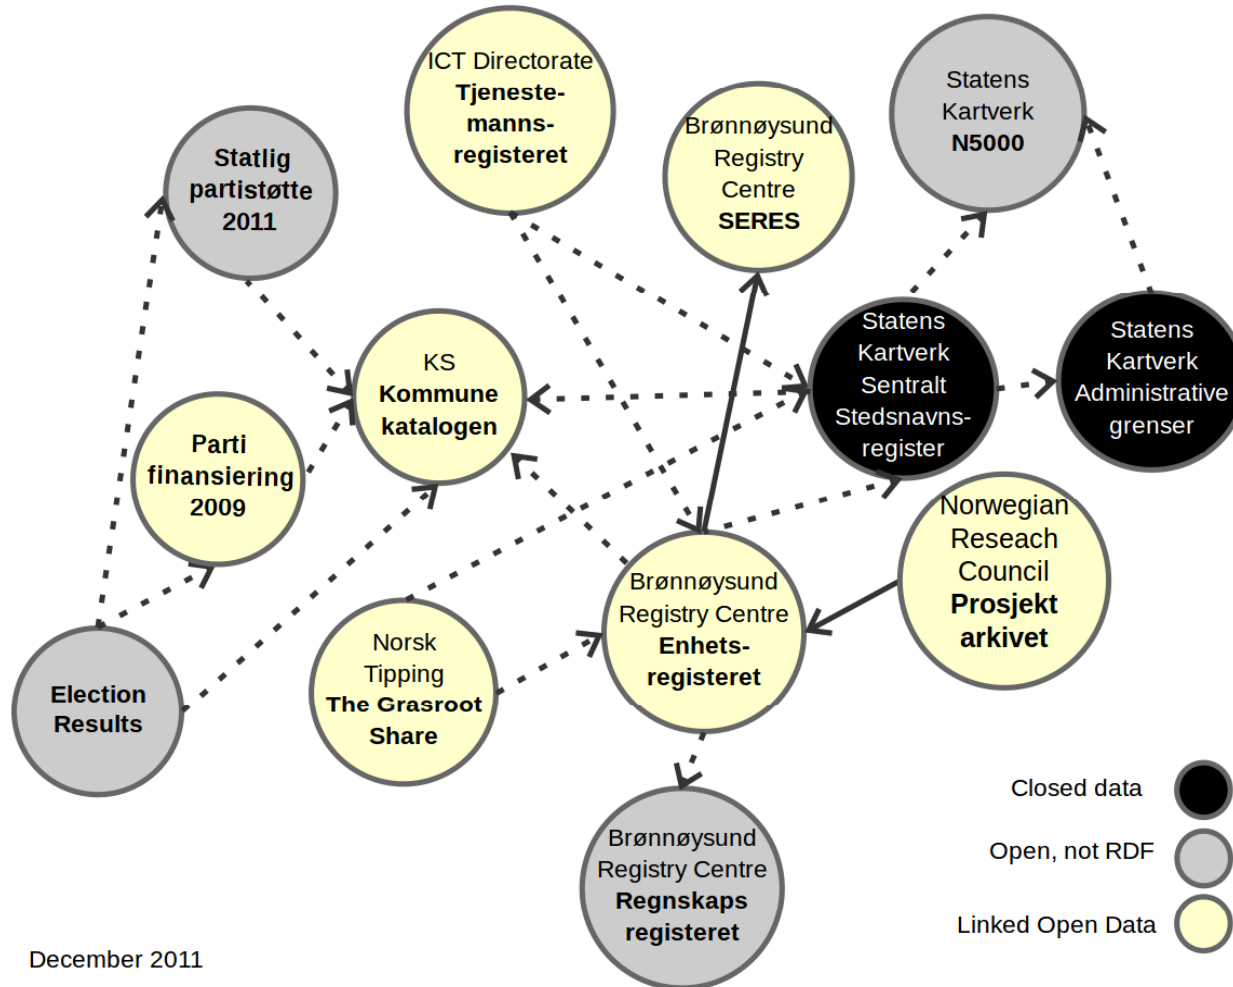 ICT Directorate
Tjeneste-
manns-
registeret
Statens
Kartverk
N5000
Brønnøysund
Registry
Centre
SERES
Statlig
partistøtte
2011
KS
Kommune
katalogen
Statens
Kartverk
Sentralt
Stedsnavns-
register
Statens
Kartverk
Administrative
grenser
Parti
finansiering
2009
Norwegian
Reseach
Council
Prosjekt
arkivet
Brønnøysund
Registry Centre
Enhets-
registeret
Norsk
Tipping
The Grasroot
Share
Election
Results
Brønnøysund
Registry Centre
Regnskaps
registeret
Closed data
Open, not RDF
Linked Open Data
December 2011